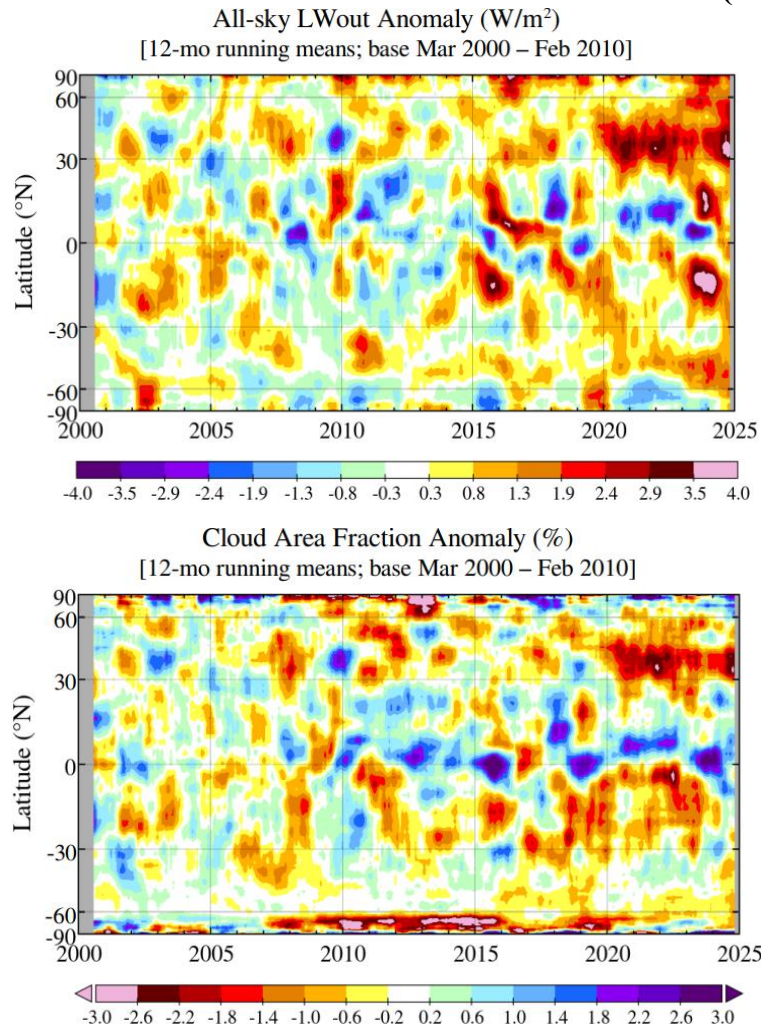 (
All-sky LWout Anomaly (W/m²)
[12-mo running means; base Mar 2000 – Feb 2010]
90
60
30
0
-30
-60
-90
Latitude (°N)
2000 2005 2010 2015 2020 2025
-4.0 -3.5 -2.9 -2.4 -1.9 -1.3 -0.8 -0.3 0.3 0.8 1.3 1.9 2.4 2.9 3.5 4.0
Cloud Area Fraction Anomaly (%)
[12-mo running means; base Mar 2000 – Feb 2010]
90
60
30
0
-30
-60
-90
Latitude (°N)
2000 2005 2010 2015 2020 2025
-3.0 -2.6 -2.2 -1.8 -1.4 -1.0 -0.6 -0.2 0.2 0.6 1.0 1.4 1.8 2.2 2.6 3.0